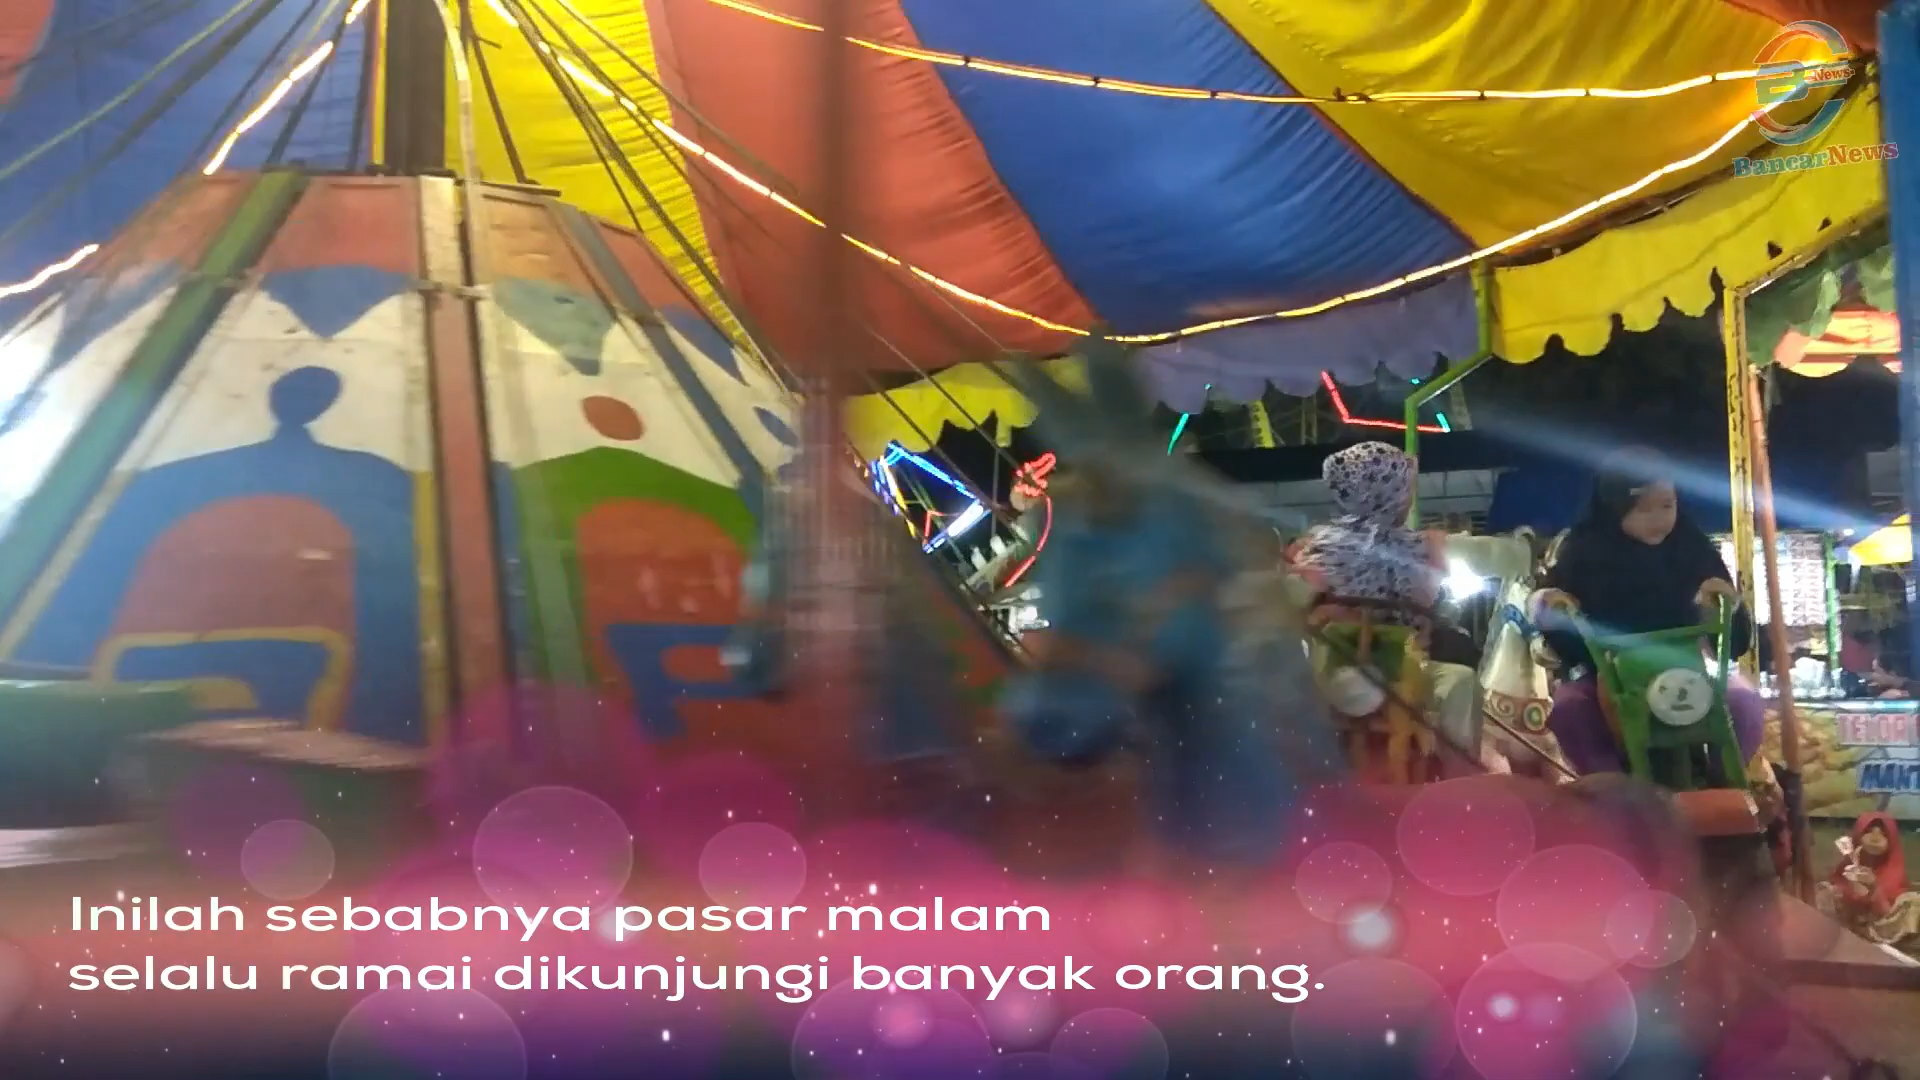 News
BancarNews
Inilah sebabnya pasar malam
selalu ramai dikunjungi banyak orang.